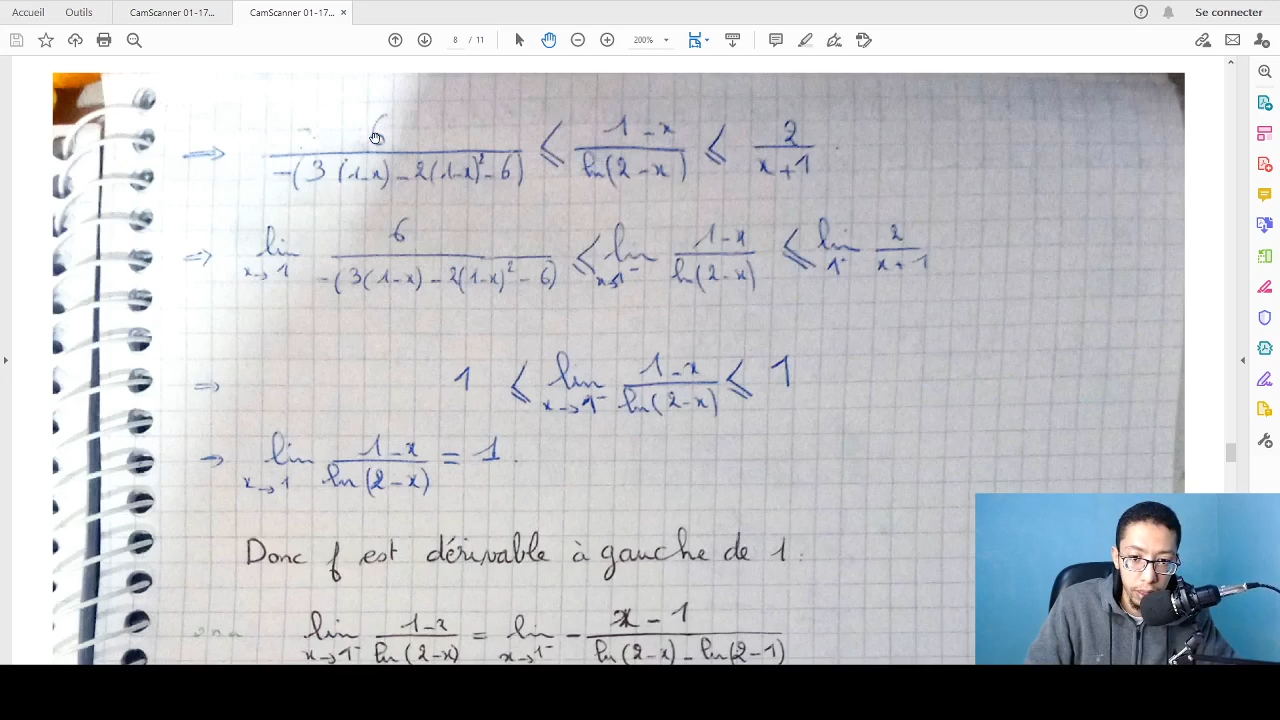 Accueil Outils CamScanner 01-17... CamScanner 01-17... × Se connecter
8 / 11 200%
⇒ 6/(-(3(1-x) - 2(1-x)² - 6)) ⩽ (1-x)/ln(2-x) ⩽ 2/(x+1)
⇒ lim x→1 6/(-(3(1-x) - 2(1-x)² - 6)) ⩽ lim x→1⁻ (1-x)/ln(2-x) ⩽ lim 1⁻ 2/(x+1)
⇒ 1 ⩽ lim x→1⁻ (1-x)/ln(2-x) ⩽ 1
→ lim x→1 (1-x)/ln(2-x) = 1.
Donc f est dérivable à gauche de 1.
lim x→1⁻ (1-x)/ln(2-x) = lim x→1⁻ - (x-1)/(ln(2-x) - ln(2-1))